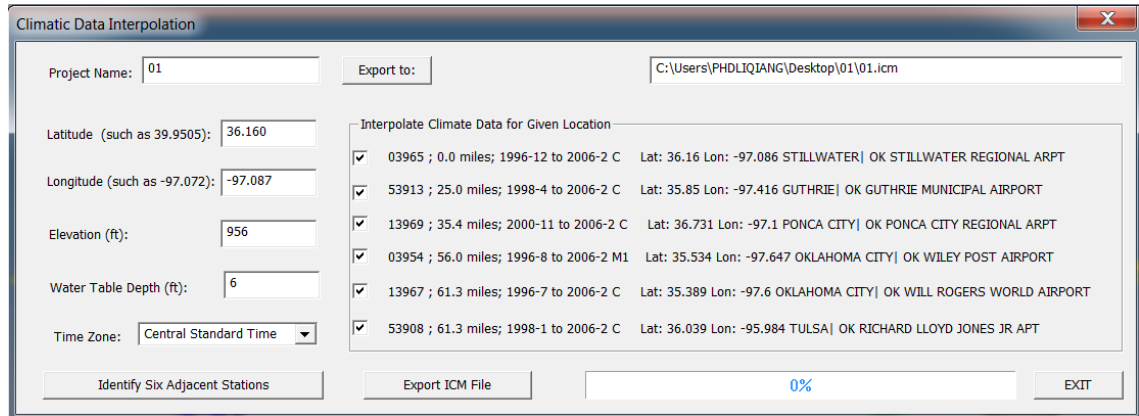 Climatic Data Interpolation
X
Project Name: 01
Export to:
C:\Users\PHDLIQIANG\Desktop\01\01.icm
Latitude (such as 39.9505): 36.160
Longitude (such as -97.072): -97.087
Elevation (ft): 956
Water Table Depth (ft): 6
Time Zone: Central Standard Time
Interpolate Climate Data for Given Location
03965 ; 0.0 miles; 1996-12 to 2006-2 C Lat: 36.16 Lon: -97.086 STILLWATER| OK STILLWATER REGIONAL ARPT
53913 ; 25.0 miles; 1998-4 to 2006-2 C Lat: 35.85 Lon: -97.416 GUTHRIE| OK GUTHRIE MUNICIPAL AIRPORT
13969 ; 35.4 miles; 2000-11 to 2006-2 C Lat: 36.731 Lon: -97.1 PONCA CITY| OK PONCA CITY REGIONAL ARPT
03954 ; 56.0 miles; 1996-8 to 2006-2 M1 Lat: 35.534 Lon: -97.647 OKLAHOMA CITY| OK WILEY POST AIRPORT
13967 ; 61.3 miles; 1996-7 to 2006-2 C Lat: 35.389 Lon: -97.6 OKLAHOMA CITY| OK WILL ROGERS WORLD AIRPORT
53908 ; 61.3 miles; 1998-1 to 2006-2 C Lat: 36.039 Lon: -95.984 TULSA| OK RICHARD LLOYD JONES JR APT
Identify Six Adjacent Stations
Export ICM File
0%
EXIT